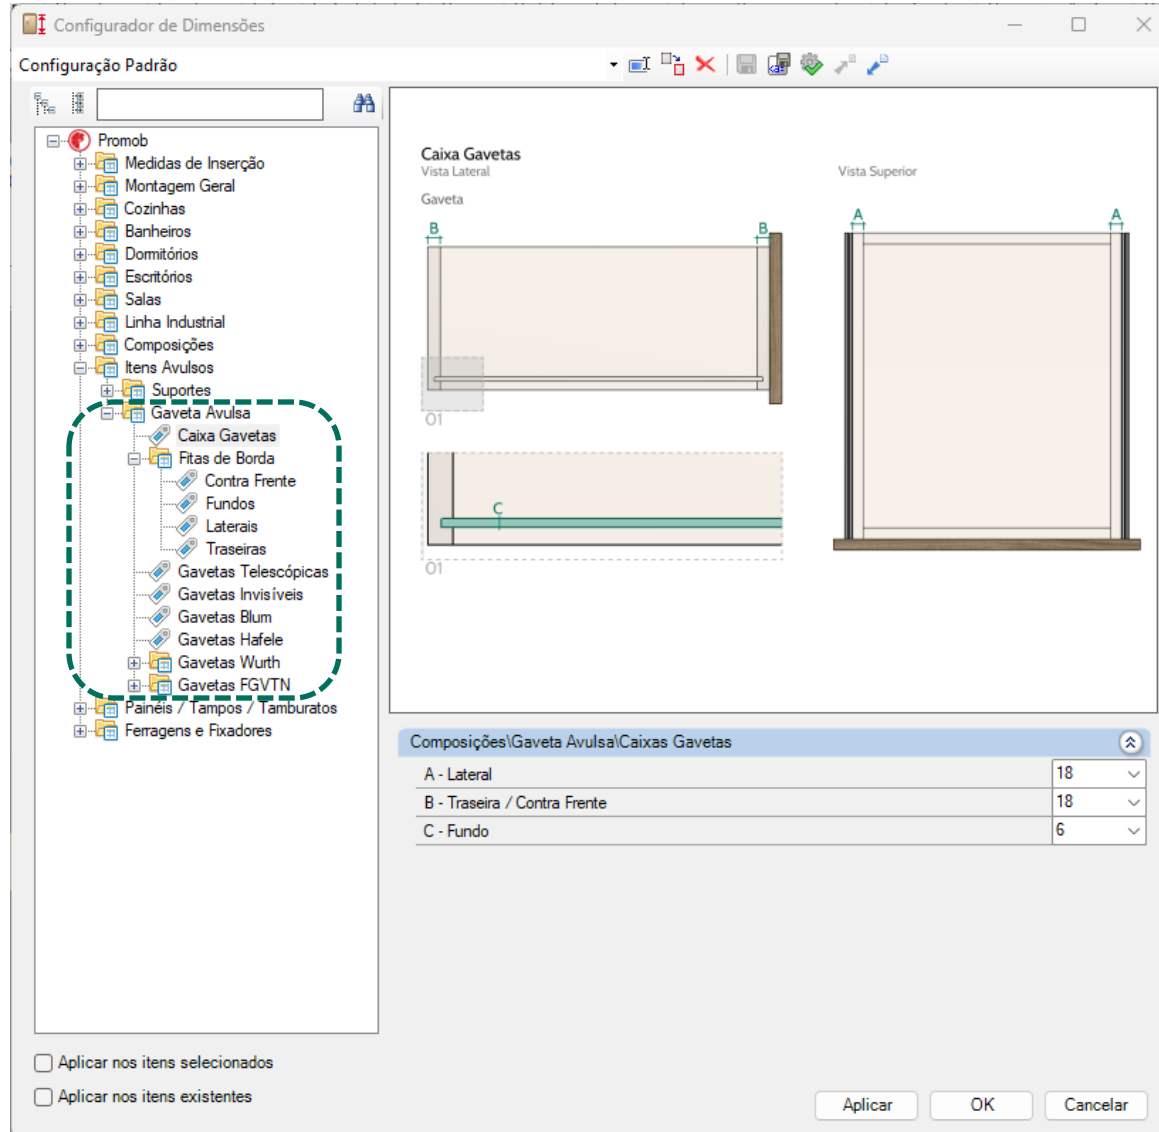 Configurador de Dimensões
Configuração Padrão
Promob
Medidas de Inserção
Montagem Geral
Cozinhas
Banheiros
Dormitórios
Escritórios
Salas
Linha Industrial
Composições
Itens Avulsos
Suportes
Gaveta Avulsa
Caixa Gavetas
Fitas de Borda
Contra Frente
Fundos
Laterais
Traseiras
Gavetas Telescópicas
Gavetas Invisíveis
Gavetas Blum
Gavetas Hafele
Gavetas Wurth
Gavetas FGVTN
Painéis / Tampos / Tamburatos
Ferragens e Fixadores
Caixa Gavetas
Vista Lateral
Vista Superior
Gaveta
B B
A A
O1
C
O1
Composições\Gaveta Avulsa\Caixas Gavetas
A - Lateral 18
B - Traseira / Contra Frente 18
C - Fundo 6
Aplicar nos itens selecionados
Aplicar nos itens existentes
Aplicar OK Cancelar